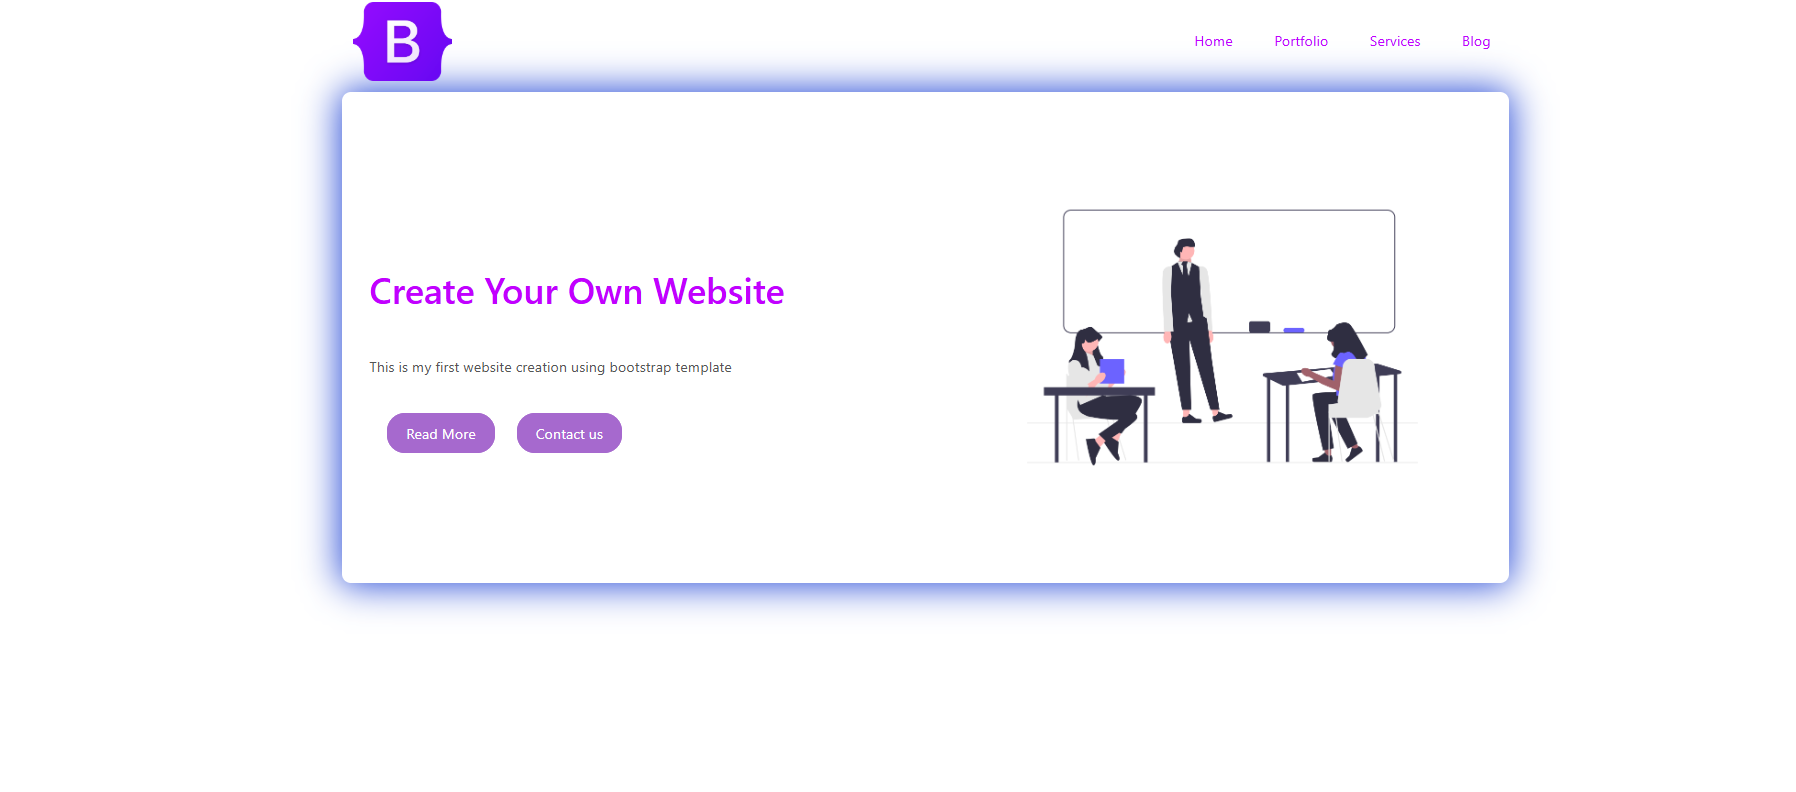 B
Home Portfolio Services Blog
Create Your Own Website
This is my first website creation using bootstrap template
Read More Contact us